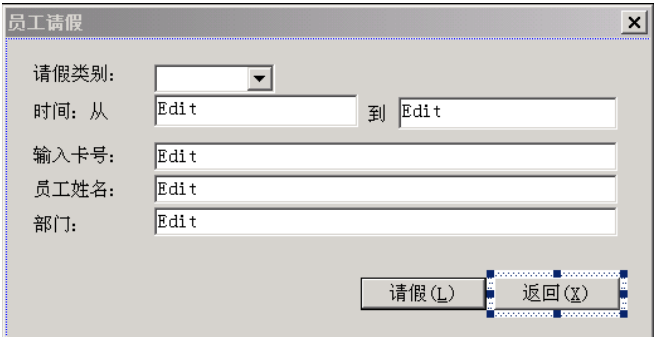 员工请假
请假类别:
时间: 从 Edit 到 Edit
输入卡号: Edit
员工姓名: Edit
部门: Edit
请假(L) 返回(X)